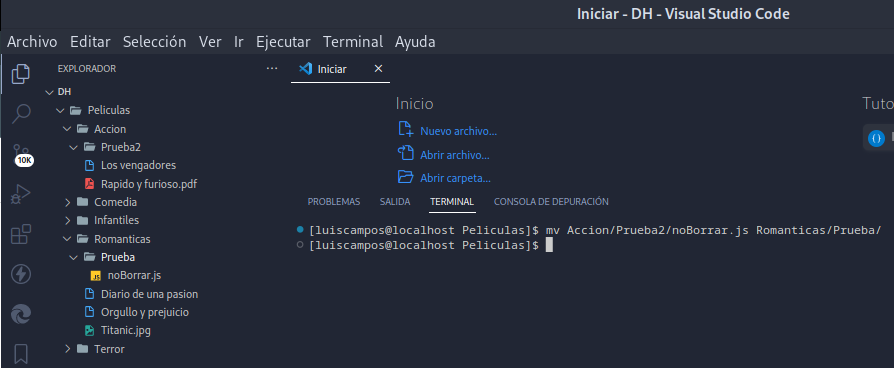 Iniciar - DH - Visual Studio Code
Archivo Editar Selección Ver Ir Ejecutar Terminal Ayuda
EXPLORADOR ···
Iniciar ×
DH
Peliculas
Accion
Prueba2
Los vengadores
Rapido y furioso.pdf
Comedia
Infantiles
Romanticas
Prueba
JS noBorrar.js
Diario de una pasion
Orgullo y prejuicio
Titanic.jpg
Terror
10K
Inicio
Nuevo archivo...
Abrir archivo...
Abrir carpeta...
Tuto
PROBLEMAS SALIDA TERMINAL CONSOLA DE DEPURACIÓN
[luiscampos@localhost Peliculas]$ mv Accion/Prueba2/noBorrar.js Romanticas/Prueba/
[luiscampos@localhost Peliculas]$